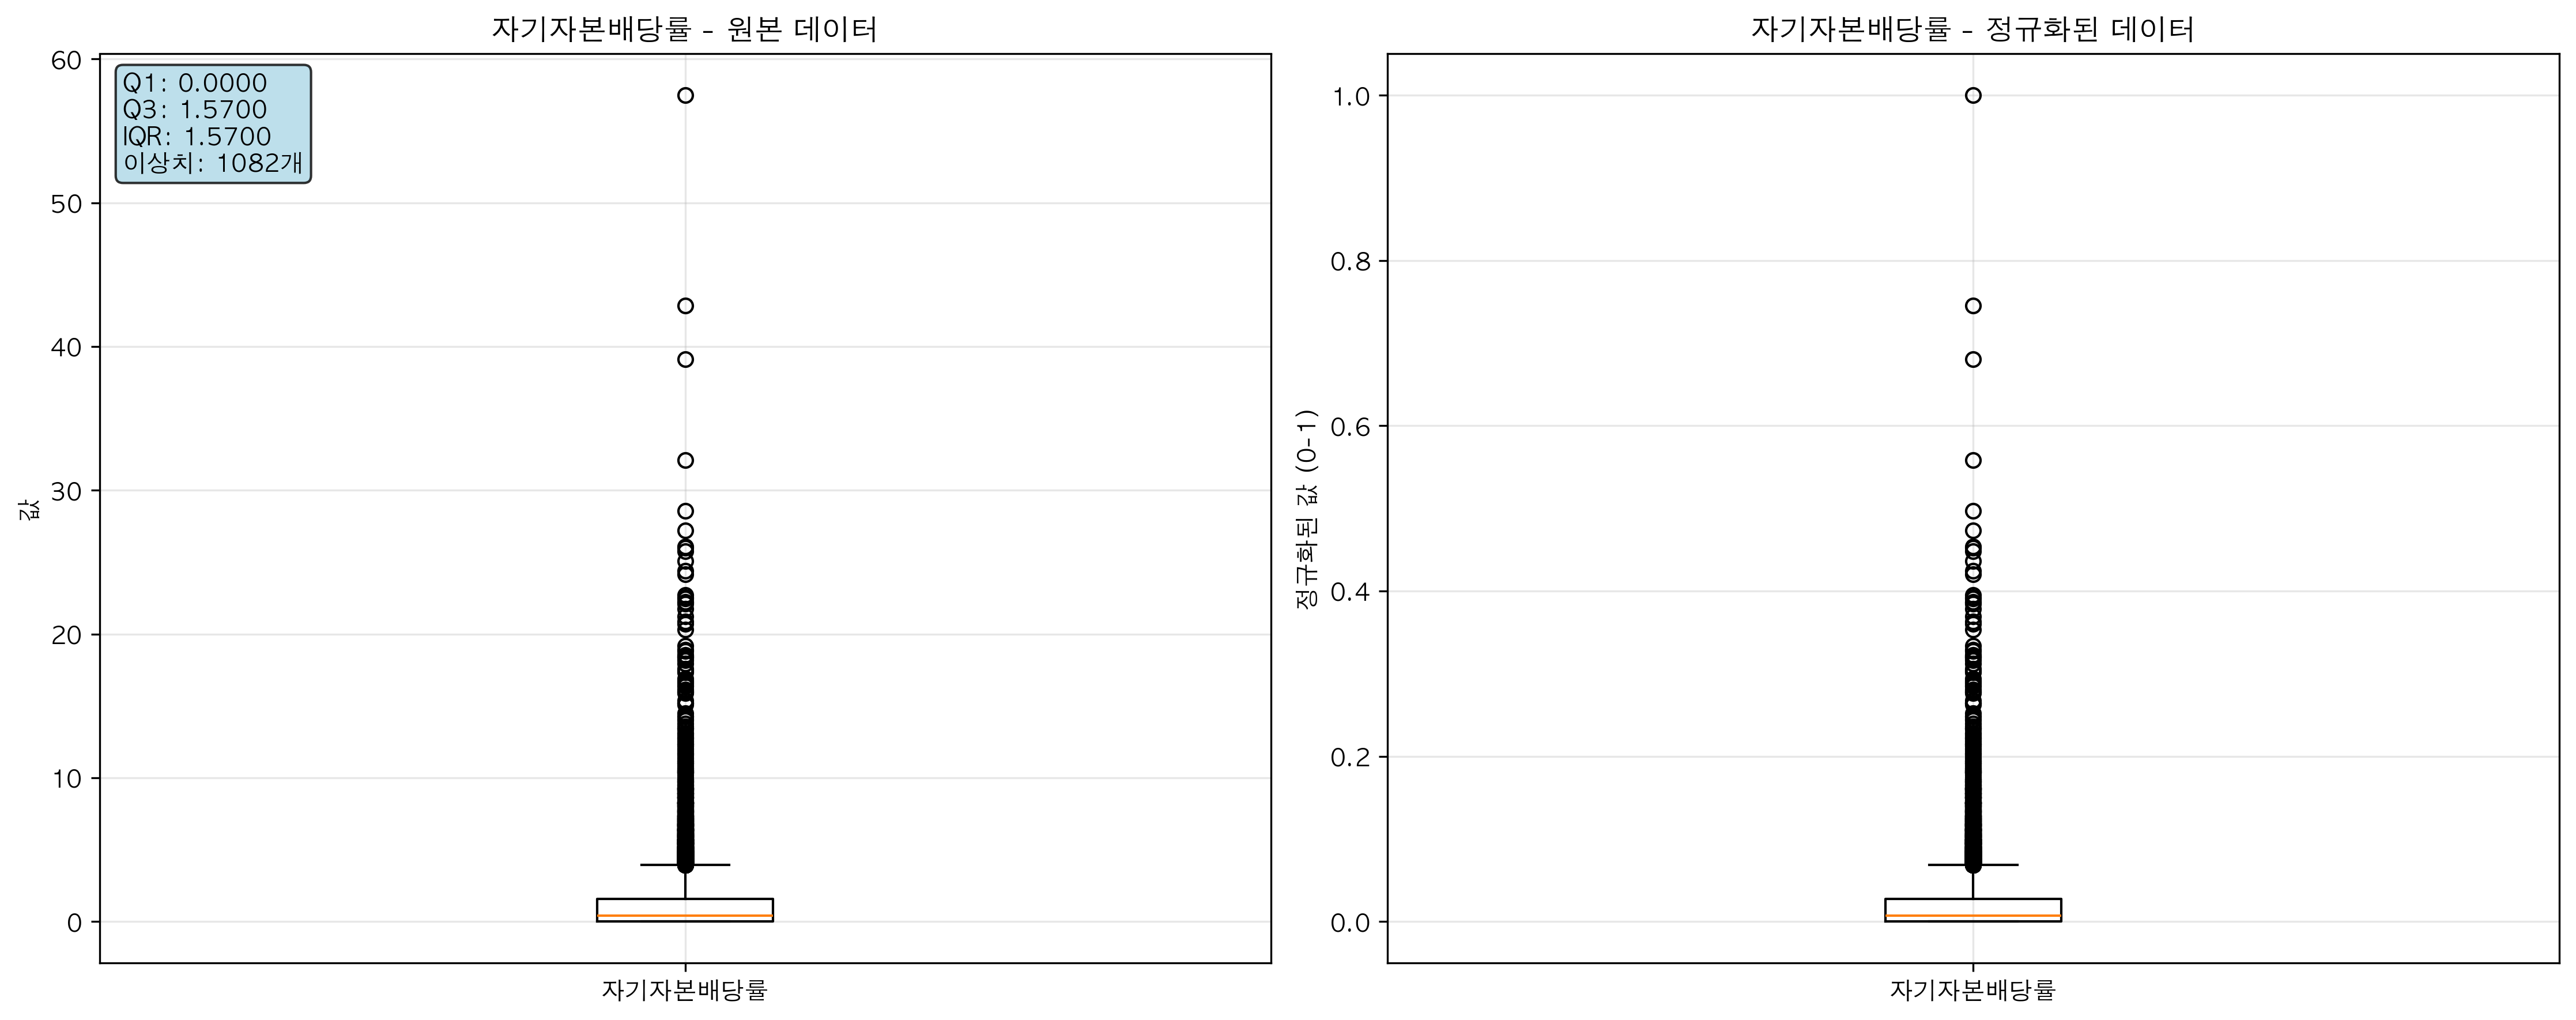 자기자본배당률 - 원본 데이터
60
50
40
30
20
10
0
값
Q1: 0.0000
Q3: 1.5700
IQR: 1.5700
이상치: 1082개
자기자본배당률
자기자본배당률 - 정규화된 데이터
1.0
0.8
0.6
0.4
0.2
0.0
정규화된 값 (0-1)
자기자본배당률